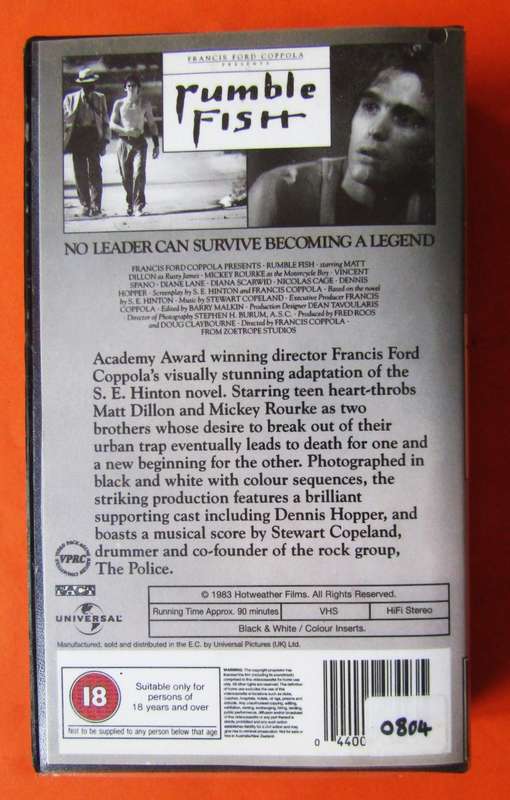 FRANCIS FORD COPPOLA
PRESENTS
rumble
FISH
NO LEADER CAN SURVIVE BECOMING A LEGEND
FRANCIS FORD COPPOLA PRESENTS · RUMBLE FISH · starring MATT
DILLON as Rusty James · MICKEY ROURKE as the Motorcycle Boy · VINCENT
SPANO · DIANE LANE · DIANA SCARWID · NICOLAS CAGE · DENNIS
HOPPER · Screenplay by S. E. HINTON and FRANCIS COPPOLA · Based on the novel
by S. E. HINTON · Music by STEWART COPELAND · Executive Producer FRANCIS
COPPOLA · Edited by BARRY MALKIN · Production Designer DEAN TAVOULARIS
Director of Photography STEPHEN H. BURUM, A.S.C. · Produced by FRED ROOS
and DOUG CLAYBOURNE · Directed by FRANCIS COPPOLA ·
FROM ZOETROPE STUDIOS
Academy Award winning director Francis Ford
Coppola's visually stunning adaptation of the
S. E. Hinton novel. Starring teen heart-throbs
Matt Dillon and Mickey Rourke as two
brothers whose desire to break out of their
urban trap eventually leads to death for one and
a new beginning for the other. Photographed in
black and white with colour sequences, the
striking production features a brilliant
supporting cast including Dennis Hopper, and
boasts a musical score by Stewart Copeland,
drummer and co-founder of the rock group,
The Police.
VPRC
© 1983 Hotweather Films. All Rights Reserved.
Running Time Approx. 90 minutes VHS HiFi Stereo
Black & White / Colour Inserts.
UNIVERSAL
Manufactured, sold and distributed in the E.C. by Universal Pictures (UK) Ltd.
18
Suitable only for
persons of
18 years and over
Not to be supplied to any person below that age
0 4400
0804